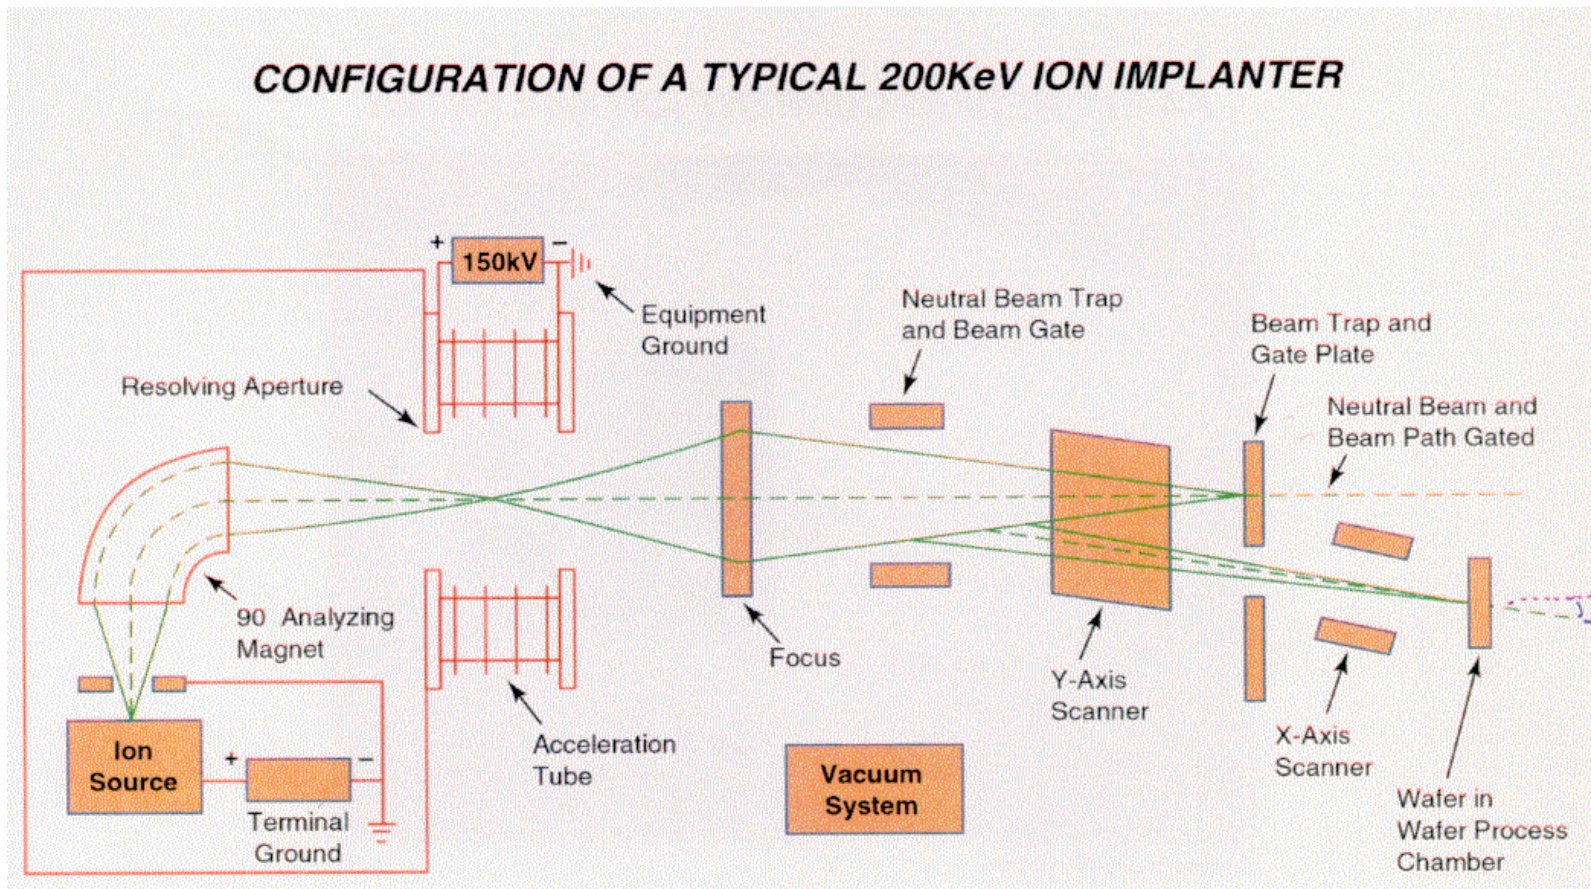 CONFIGURATION OF A TYPICAL 200KeV ION IMPLANTER
+
150kV
−
Equipment
Ground
Neutral Beam Trap
and Beam Gate
Beam Trap and
Gate Plate
Resolving Aperture
Neutral Beam and
Beam Path Gated
90 Analyzing
Magnet
Focus
Y-Axis
Scanner
Acceleration
Tube
X-Axis
Scanner
Ion
Source
+
−
Terminal
Ground
Vacuum
System
Wafer in
Wafer Process
Chamber